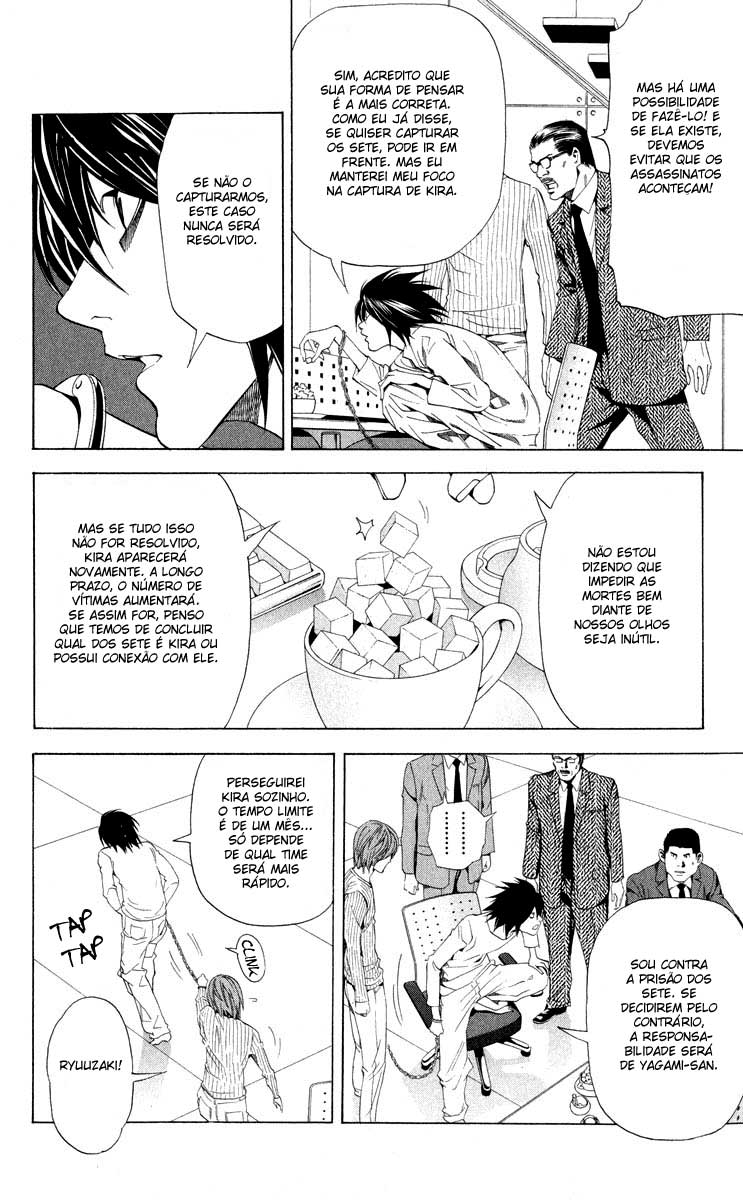 MAS HÁ UMA
POSSIBILIDADE
DE FAZÊ-LO! E
SE ELA EXISTE,
DEVEMOS
EVITAR QUE OS
ASSASSINATOS
ACONTEÇAM!
SIM, ACREDITO QUE
SUA FORMA DE PENSAR
É A MAIS CORRETA.
COMO EU JÁ DISSE,
SE QUISER CAPTURAR
OS SETE, PODE IR EM
FRENTE. MAS EU
MANTEREI MEU FOCO
NA CAPTURA DE KIRA.
SE NÃO O
CAPTURARMOS,
ESTE CASO
NUNCA SERÁ
RESOLVIDO.
NÃO ESTOU
DIZENDO QUE
IMPEDIR AS
MORTES BEM
DIANTE DE
NOSSOS OLHOS
SEJA INÚTIL.
MAS SE TUDO ISSO
NÃO FOR RESOLVIDO,
KIRA APARECERÁ
NOVAMENTE. A LONGO
PRAZO, O NÚMERO DE
VÍTIMAS AUMENTARÁ.
SE ASSIM FOR, PENSO
QUE TEMOS DE CONCLUIR
QUAL DOS SETE É KIRA OU
POSSUI CONEXÃO COM ELE.
......
......
SOU CONTRA
A PRISÃO DOS
SETE. SE
DECIDIREM PELO
CONTRÁRIO,
A RESPONSA-
BILIDADE SERÁ
DE YAGAMI-SAN.
PERSEGUIREI
KIRA SOZINHO.
O TEMPO LIMITE
É DE UM MÊS...
SÓ DEPENDE
DE QUAL TIME
SERÁ MAIS
RÁPIDO.
TAP
TAP
CLINK
RYUUZAKI!